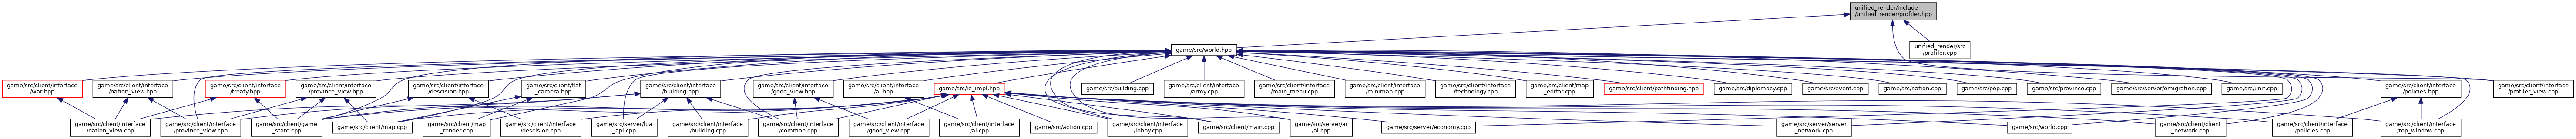 unified_render/include
/unified_render/profiler.hpp
game/src/world.hpp
unified_render/src
/profiler.cpp
game/src/client/interface
/war.hpp
game/src/client/interface
/nation_view.hpp
game/src/client/interface
/treaty.hpp
game/src/client/interface
/province_view.hpp
game/src/client/interface
/descision.hpp
game/src/client/flat
_camera.hpp
game/src/client/interface
/building.hpp
game/src/client/interface
/good_view.hpp
game/src/client/interface
/ai.hpp
game/src/io_impl.hpp
game/src/building.cpp
game/src/client/interface
/army.cpp
game/src/client/interface
/main_menu.cpp
game/src/client/interface
/minimap.cpp
game/src/client/interface
/technology.cpp
game/src/client/map
_editor.cpp
game/src/client/pathfinding.hpp
game/src/diplomacy.cpp
game/src/event.cpp
game/src/nation.cpp
game/src/pop.cpp
game/src/province.cpp
game/src/server/emigration.cpp
game/src/unit.cpp
game/src/client/interface
/policies.hpp
game/src/client/interface
/profiler_view.cpp
game/src/client/interface
/nation_view.cpp
game/src/client/interface
/province_view.cpp
game/src/client/game
_state.cpp
game/src/client/map.cpp
game/src/client/map
_render.cpp
game/src/client/interface
/descision.cpp
game/src/server/lua
_api.cpp
game/src/client/interface
/building.cpp
game/src/client/interface
/common.cpp
game/src/client/interface
/good_view.cpp
game/src/client/interface
/ai.cpp
game/src/action.cpp
game/src/client/interface
/lobby.cpp
game/src/client/main.cpp
game/src/server/ai
/ai.cpp
game/src/server/economy.cpp
game/src/server/server
_network.cpp
game/src/world.cpp
game/src/client/client
_network.cpp
game/src/client/interface
/policies.cpp
game/src/client/interface
/top_window.cpp